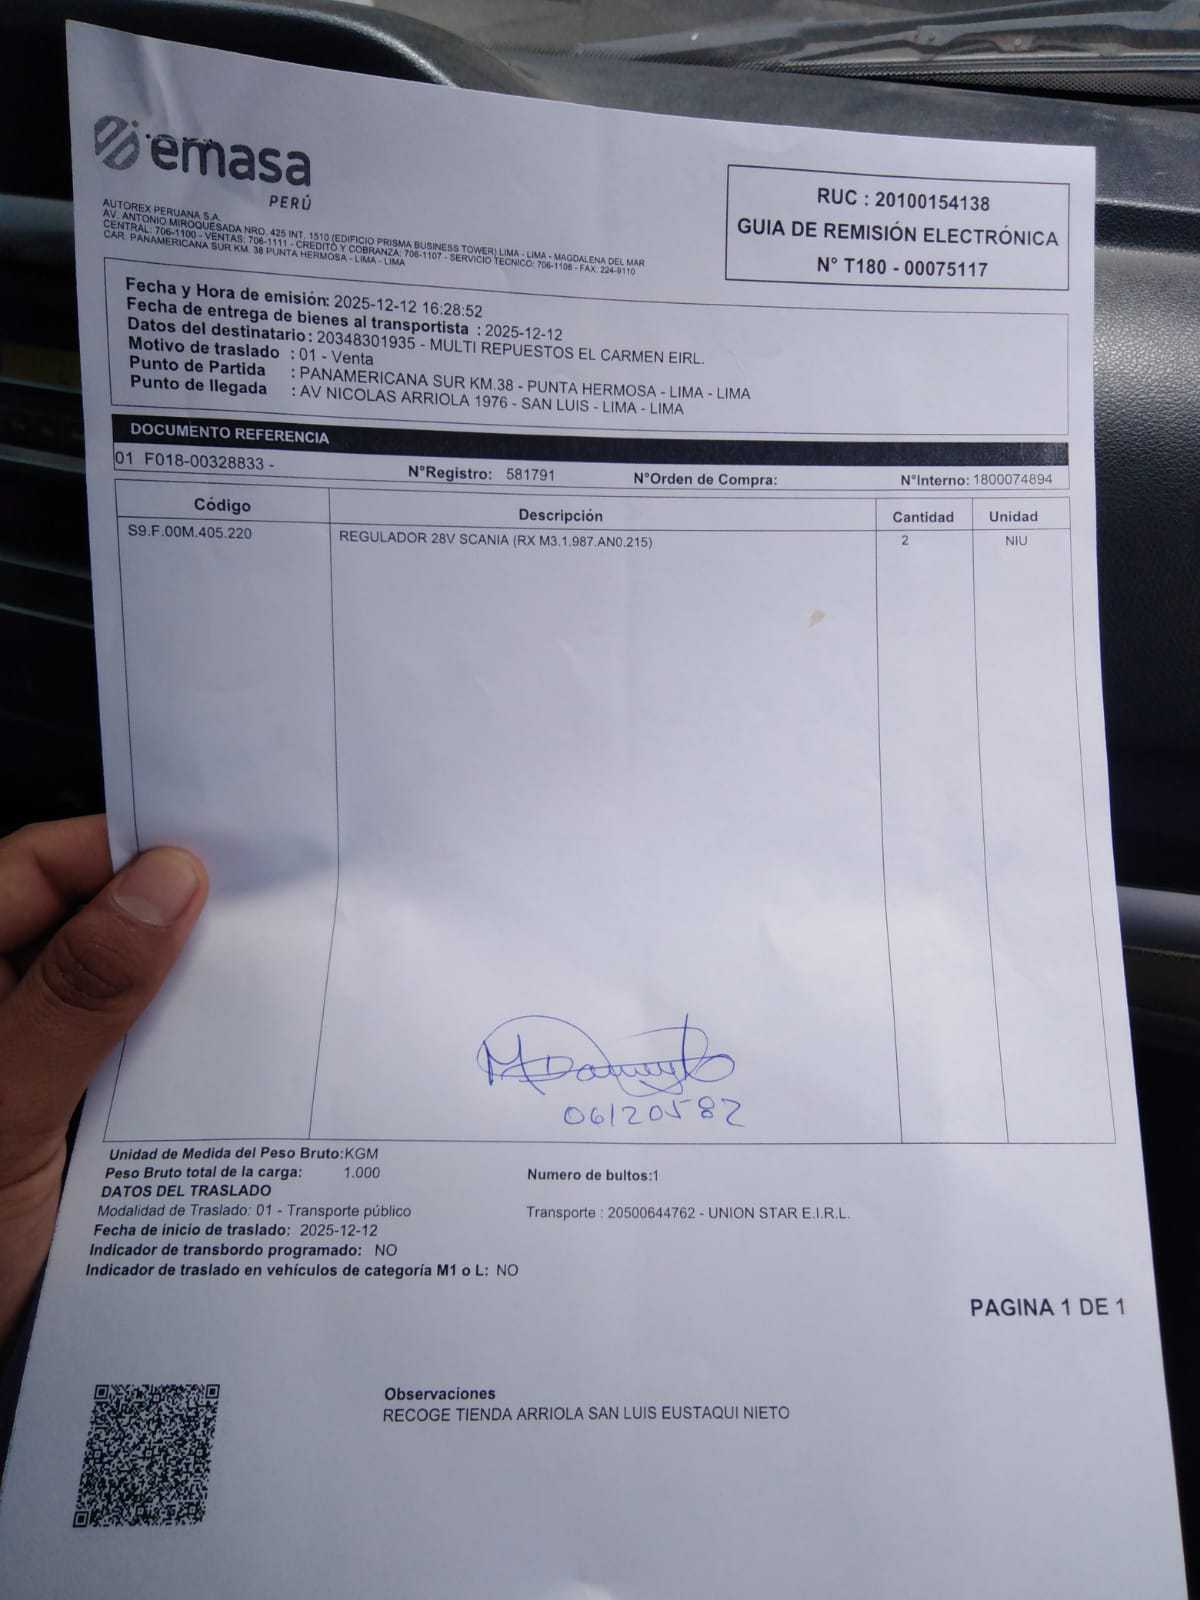 emasa
PERÚ
AUTOREX PERUANA S.A.
AV. ANTONIO MIROQUESADA NRO. 425 INT. 1510 (EDIFICIO PRISMA BUSINESS TOWER) LIMA - LIMA - MAGDALENA DEL MAR
CENTRAL: 706-1100 - VENTAS: 706-1111 - CREDITO Y COBRANZA: 706-1107 - SERVICIO TECNICO: 706-1106 - FAX: 224-9110
CAR. PANAMERICANA SUR KM. 38 PUNTA HERMOSA - LIMA - LIMA
RUC : 20100154138
GUIA DE REMISIÓN ELECTRÓNICA
N° T180 - 00075117
Fecha y Hora de emisión: 2025-12-12 16:28:52
Fecha de entrega de bienes al transportista : 2025-12-12
Datos del destinatario : 20348301935 - MULTI REPUESTOS EL CARMEN EIRL.
Motivo de traslado : 01 - Venta
Punto de Partida : PANAMERICANA SUR KM.38 - PUNTA HERMOSA - LIMA - LIMA
Punto de llegada : AV NICOLAS ARRIOLA 1976 - SAN LUIS - LIMA - LIMA
DOCUMENTO REFERENCIA
01 F018-00328833 - N°Registro: 581791 N°Orden de Compra: N°Interno: 1800074894
Código Descripción Cantidad Unidad
S9.F.00M.405.220 REGULADOR 28V SCANIA (RX M3.1.987.AN0.215) 2 NIU
06120582
Unidad de Medida del Peso Bruto:KGM
Peso Bruto total de la carga: 1.000 Numero de bultos:1
DATOS DEL TRASLADO
Modalidad de Traslado: 01 - Transporte público Transporte : 20500644762 - UNION STAR E.I.R.L.
Fecha de inicio de traslado: 2025-12-12
Indicador de transbordo programado: NO
Indicador de traslado en vehículos de categoría M1 o L: NO
PAGINA 1 DE 1
Observaciones
RECOGE TIENDA ARRIOLA SAN LUIS EUSTAQUI NIETO